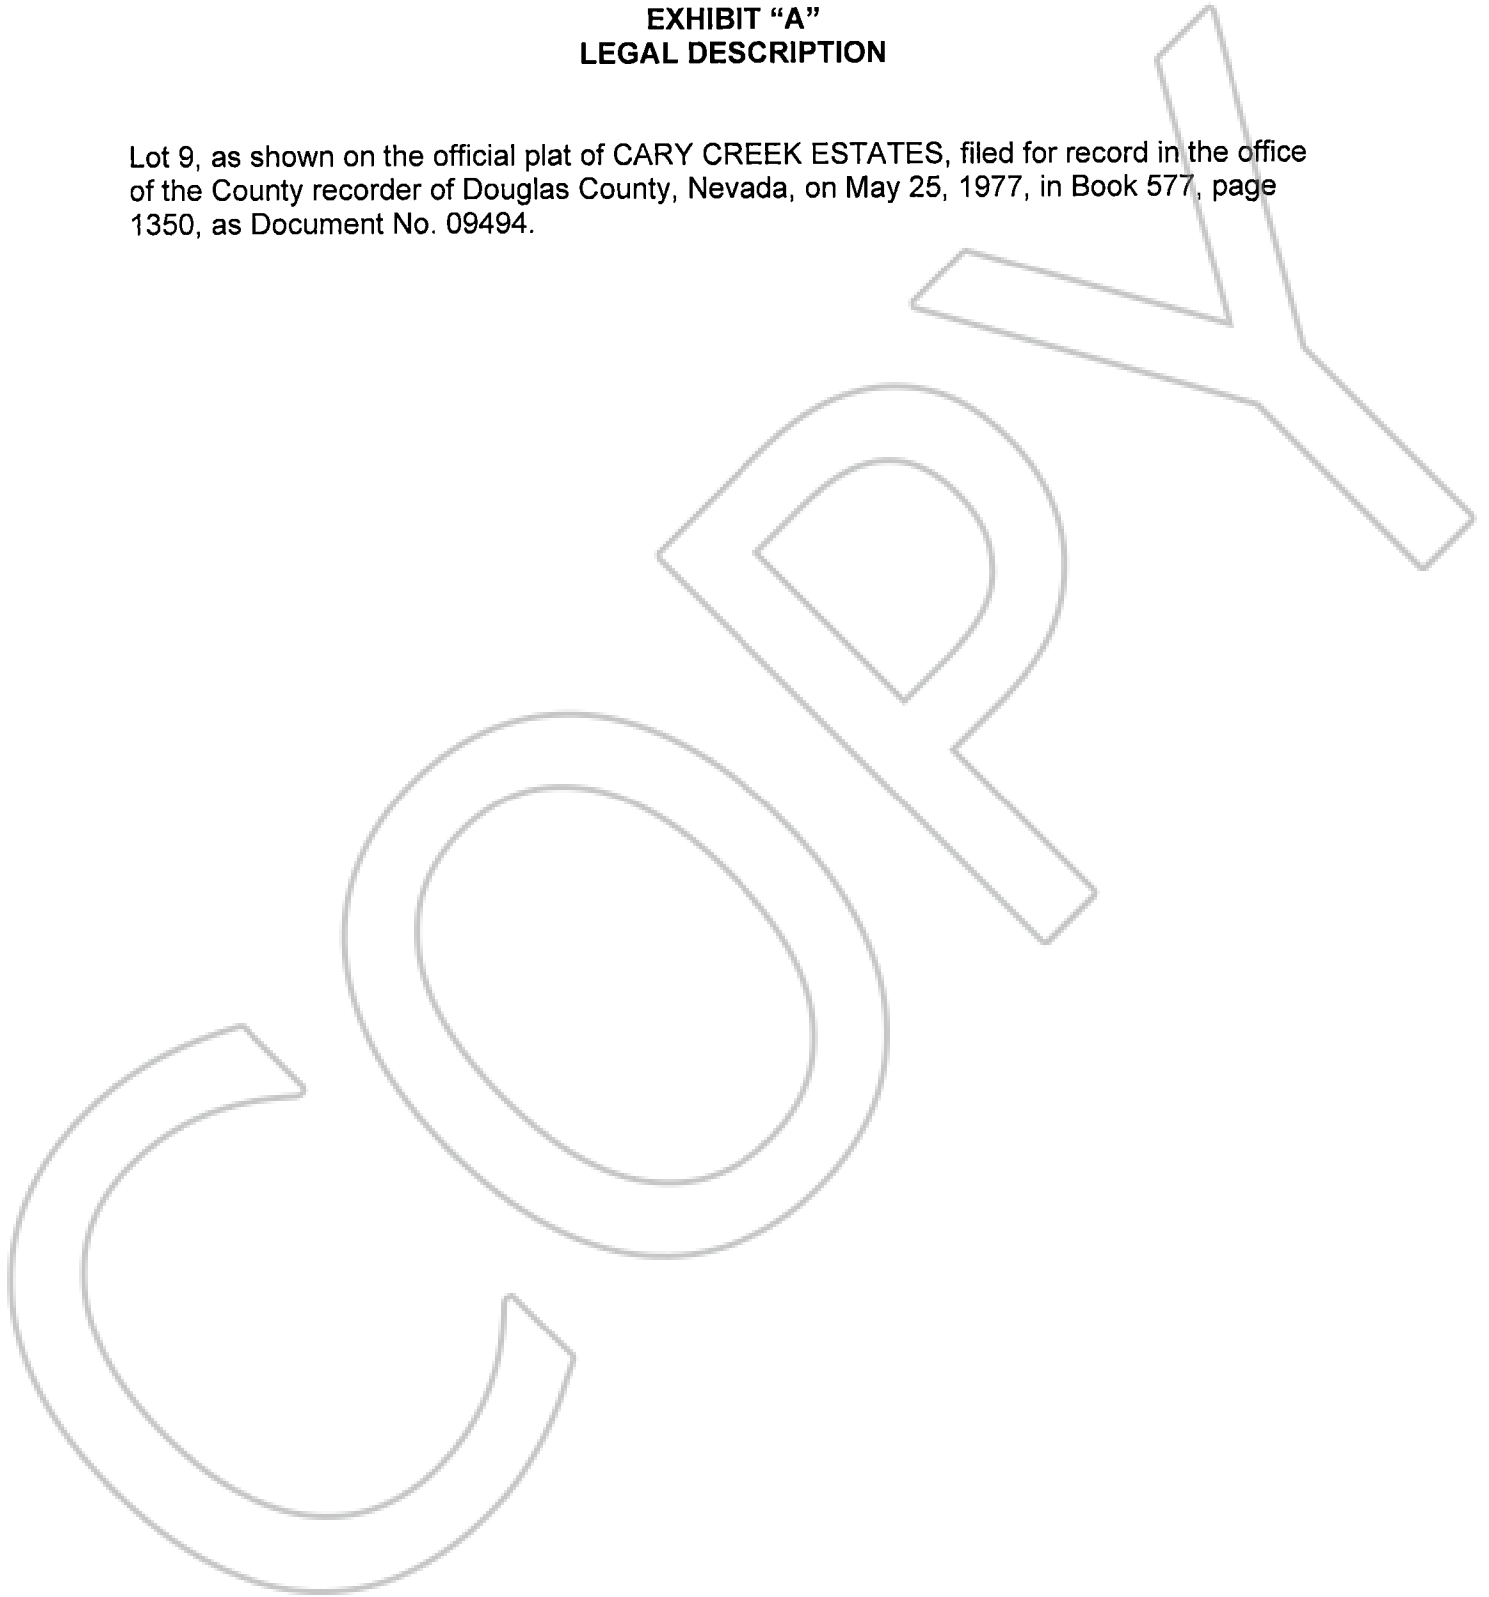 EXHIBIT “A”
LEGAL DESCRIPTION
Lot 9, as shown on the official plat of CARY CREEK ESTATES, filed for record in the office
of the County recorder of Douglas County, Nevada, on May 25, 1977, in Book 577, page
1350, as Document No. 09494.
COPY